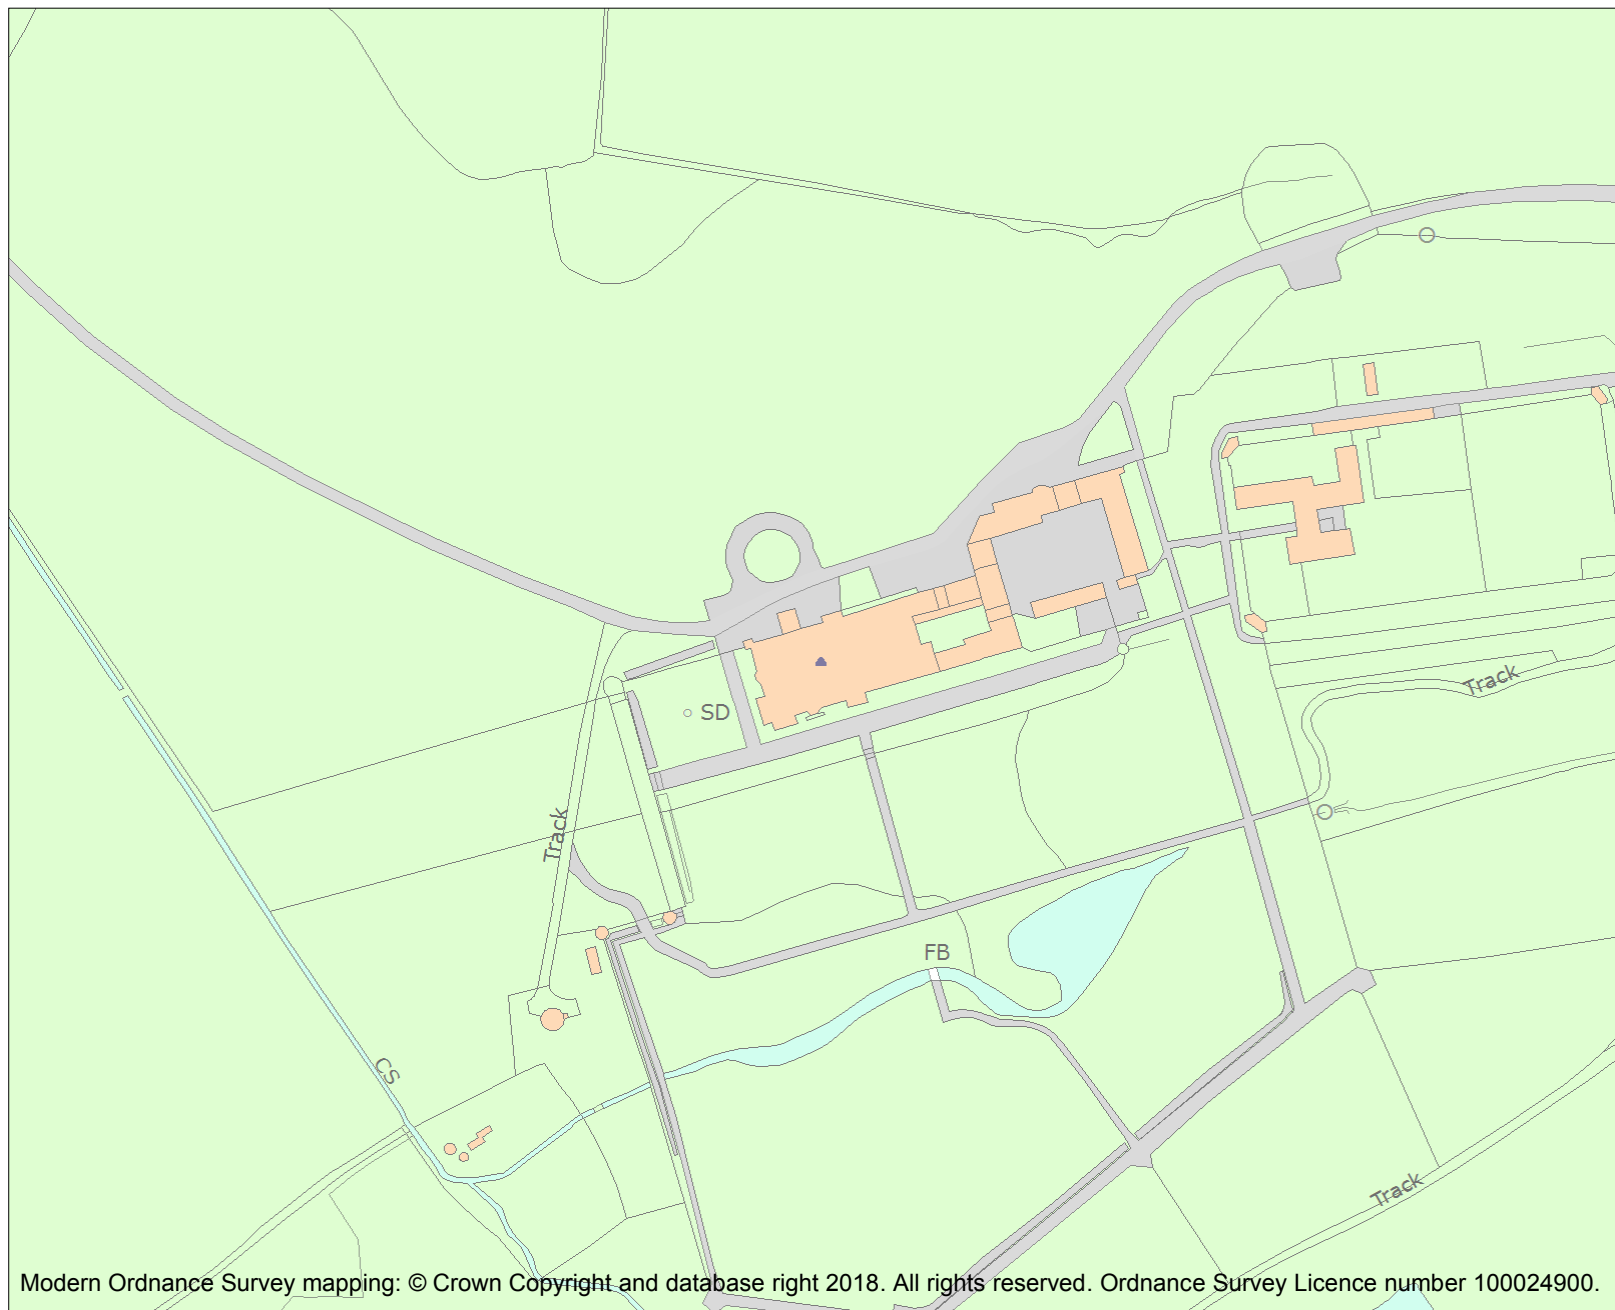 Track
SD
Track
FB
CS
Track
Modern Ordnance Survey mapping: © Crown Copyright and database right 2018. All rights reserved. Ordnance Survey Licence number 100024900.